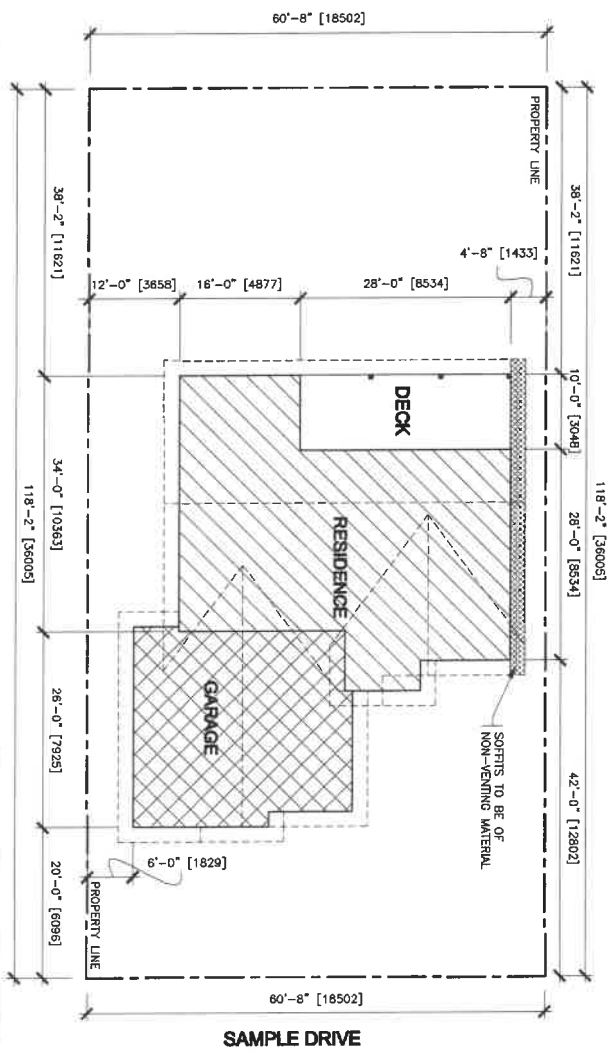 60'-8" [18502]
118'-2" [36005]
38'-2" [11621]
34'-0" [10363]
26'-0" [7925]
20'-0" [6096]
PROPERTY LINE
4'-8" [1433]
12'-0" [3658]
16'-0" [4877]
28'-0" [8534]
DECK
RESIDENCE
GARAGE
6'-0" [1829]
PROPERTY LINE
SOFFITS TO BE OF
NON-VENTING MATERIAL
38'-2" [11621]
10'-0" [3048]
28'-0" [8534]
42'-0" [12802]
118'-2" [36006]
60'-8" [18502]
SAMPLE DRIVE